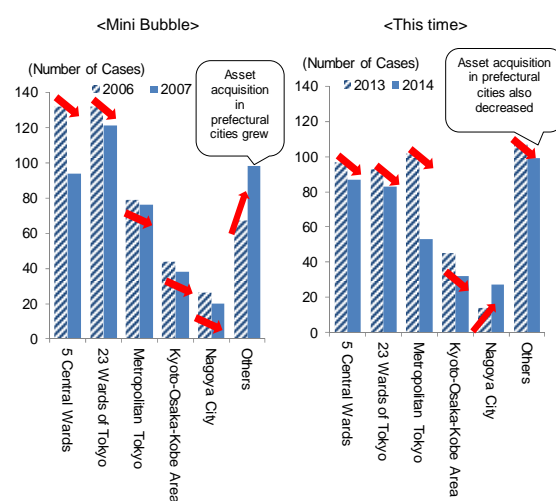 <Mini Bubble>
(Number of Cases)
2006 2007
Asset
acquisition
in
prefectural
cities grew
140
120
100
80
60
40
20
0
5 Central Wards
23 Wards of Tokyo
Metropolitan Tokyo
Kyoto-Osaka-Kobe Area
Nagoya City
Others
<This time>
(Number of Cases)
2013 2014
Asset acquisition
in prefectural
cities also
decreased
140
120
100
80
60
40
20
0
5 Central Wards
23 Wards of Tokyo
Metropolitan Tokyo
Kyoto-Osaka-Kobe Area
Nagoya City
Others